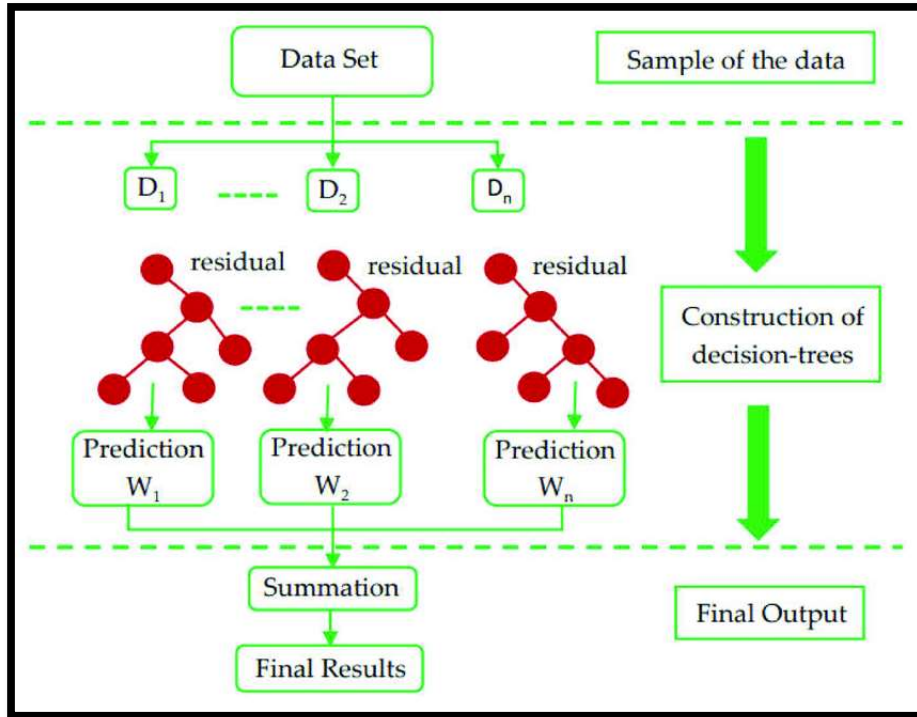 Data Set
Sample of the data
D₁
D₂
Dₙ
residual
residual
residual
Construction of
decision-trees
Prediction
W₁
Prediction
W₂
Prediction
Wₙ
Summation
Final Output
Final Results